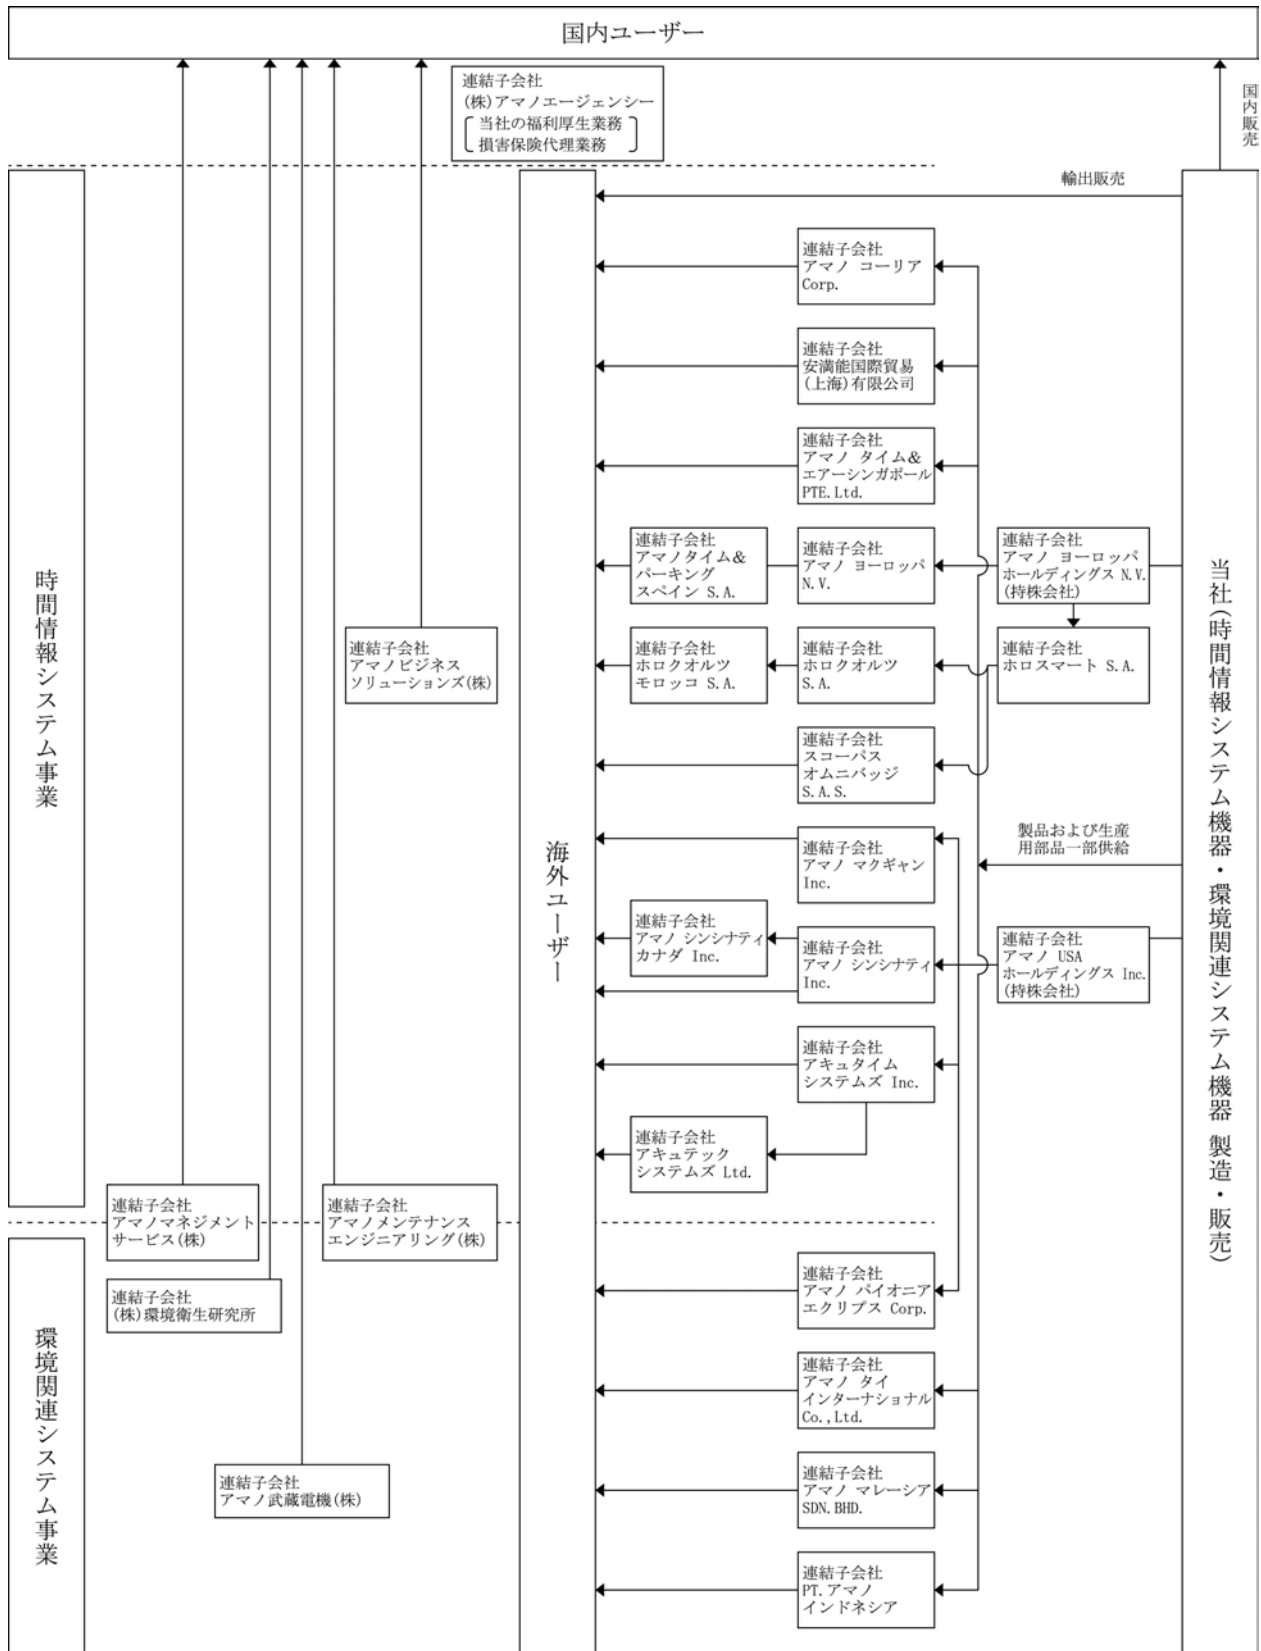 国内ユーザー
連結子会社
(株)アマノエージェンシー
当社の福利厚生業務
損害保険代理業務
国内販売
輸出販売
時間情報システム事業
環境関連システム事業
海外ユーザー
当社(時間情報システム機器・環境関連システム機器 製造・販売)
連結子会社
アマノ コーリア
Corp.
連結子会社
安満能国際貿易
(上海)有限公司
連結子会社
アマノ タイム&
エアーシンガポール
PTE.Ltd.
連結子会社
アマノタイム&
パーキング
スペイン S.A.
連結子会社
アマノ ヨーロッパ
N.V.
連結子会社
アマノ ヨーロッパ
ホールディングス N.V.
(持株会社)
連結子会社
アマノビジネス
ソリューションズ(株)
連結子会社
ホロクオルツ
モロッコ S.A.
連結子会社
ホロクオルツ
S.A.
連結子会社
ホロスマート S.A.
連結子会社
スコーパス
オムニバッジ
S.A.S.
製品および生産
用部品一部供給
連結子会社
アマノ マクギャン
Inc.
連結子会社
アマノ シンシナティ
カナダ Inc.
連結子会社
アマノ シンシナティ
Inc.
連結子会社
アマノ USA
ホールディングス Inc.
(持株会社)
連結子会社
アキュタイム
システムズ Inc.
連結子会社
アキュテック
システムズ Ltd.
連結子会社
アマノマネジメント
サービス(株)
連結子会社
アマノメンテナンス
エンジニアリング(株)
連結子会社
(株)環境衛生研究所
連結子会社
アマノ パイオニア
エクリプス Corp.
連結子会社
アマノ タイ
インターナショナル
Co.,Ltd.
連結子会社
アマノ武蔵電機(株)
連結子会社
アマノ マレーシア
SDN.BHD.
連結子会社
PT.アマノ
インドネシア